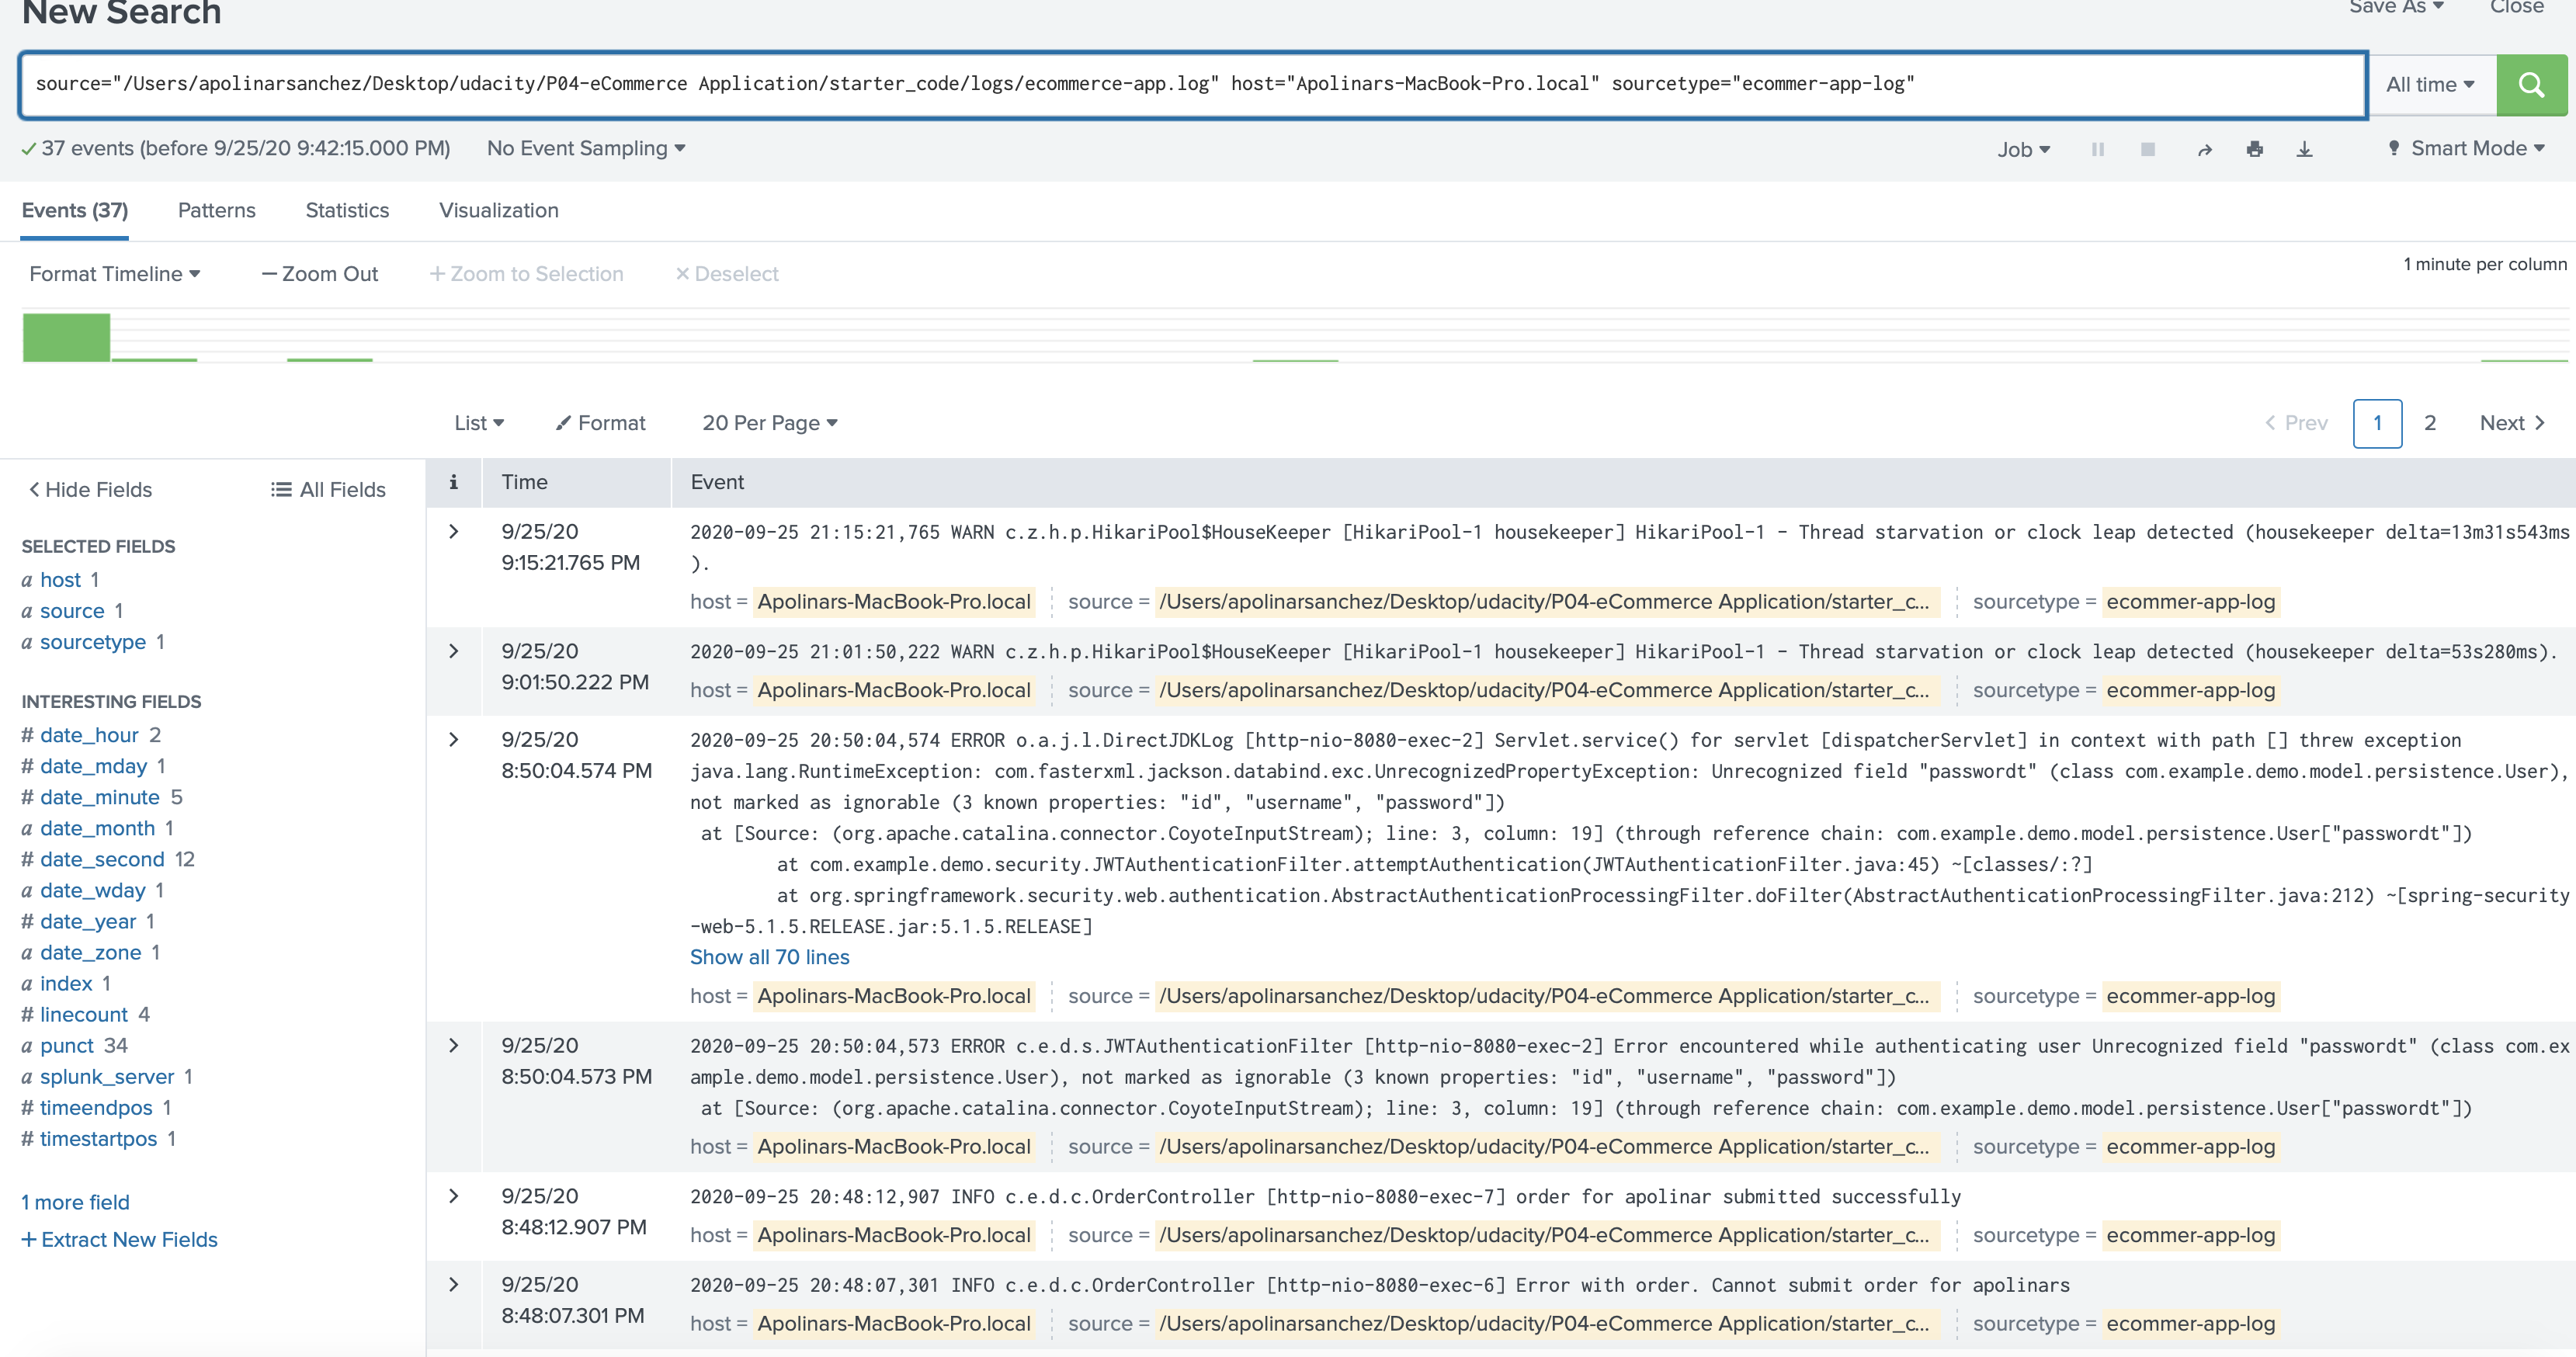 New Search
Save As
Close
source="/Users/apolinarsanchez/Desktop/udacity/P04-eCommerce Application/starter_code/logs/ecommerce-app.log" host="Apolinars-MacBook-Pro.local" sourcetype="ecommer-app-log"
All time
37 events (before 9/25/20 9:42:15.000 PM)
No Event Sampling
Job
Smart Mode
Events (37)
Patterns
Statistics
Visualization
Format Timeline
Zoom Out
+ Zoom to Selection
× Deselect
1 minute per column
List
Format
20 Per Page
Prev
1
2
Next
Hide Fields
All Fields
SELECTED FIELDS
a host 1
a source 1
a sourcetype 1
INTERESTING FIELDS
# date_hour 2
# date_mday 1
# date_minute 5
a date_month 1
# date_second 12
a date_wday 1
# date_year 1
a date_zone 1
a index 1
# linecount 4
a punct 34
a splunk_server 1
# timeendpos 1
# timestartpos 1
1 more field
+ Extract New Fields
i
Time
Event
9/25/20
9:15:21.765 PM
2020-09-25 21:15:21,765 WARN c.z.h.p.HikariPool$HouseKeeper [HikariPool-1 housekeeper] HikariPool-1 - Thread starvation or clock leap detected (housekeeper delta=13m31s543ms
).
host = Apolinars-MacBook-Pro.local source = /Users/apolinarsanchez/Desktop/udacity/P04-eCommerce Application/starter_c... sourcetype = ecommer-app-log
9/25/20
9:01:50.222 PM
2020-09-25 21:01:50,222 WARN c.z.h.p.HikariPool$HouseKeeper [HikariPool-1 housekeeper] HikariPool-1 - Thread starvation or clock leap detected (housekeeper delta=53s280ms).
host = Apolinars-MacBook-Pro.local source = /Users/apolinarsanchez/Desktop/udacity/P04-eCommerce Application/starter_c... sourcetype = ecommer-app-log
9/25/20
8:50:04.574 PM
2020-09-25 20:50:04,574 ERROR o.a.j.l.DirectJDKLog [http-nio-8080-exec-2] Servlet.service() for servlet [dispatcherServlet] in context with path [] threw exception
java.lang.RuntimeException: com.fasterxml.jackson.databind.exc.UnrecognizedPropertyException: Unrecognized field "passwordt" (class com.example.demo.model.persistence.User),
not marked as ignorable (3 known properties: "id", "username", "password"])
at [Source: (org.apache.catalina.connector.CoyoteInputStream); line: 3, column: 19] (through reference chain: com.example.demo.model.persistence.User["passwordt"])
at com.example.demo.security.JWTAuthenticationFilter.attemptAuthentication(JWTAuthenticationFilter.java:45) ~[classes/:?]
at org.springframework.security.web.authentication.AbstractAuthenticationProcessingFilter.doFilter(AbstractAuthenticationProcessingFilter.java:212) ~[spring-security
-web-5.1.5.RELEASE.jar:5.1.5.RELEASE]
Show all 70 lines
host = Apolinars-MacBook-Pro.local source = /Users/apolinarsanchez/Desktop/udacity/P04-eCommerce Application/starter_c... sourcetype = ecommer-app-log
9/25/20
8:50:04.573 PM
2020-09-25 20:50:04,573 ERROR c.e.d.s.JWTAuthenticationFilter [http-nio-8080-exec-2] Error encountered while authenticating user Unrecognized field "passwordt" (class com.ex
ample.demo.model.persistence.User), not marked as ignorable (3 known properties: "id", "username", "password"])
at [Source: (org.apache.catalina.connector.CoyoteInputStream); line: 3, column: 19] (through reference chain: com.example.demo.model.persistence.User["passwordt"])
host = Apolinars-MacBook-Pro.local source = /Users/apolinarsanchez/Desktop/udacity/P04-eCommerce Application/starter_c... sourcetype = ecommer-app-log
9/25/20
8:48:12.907 PM
2020-09-25 20:48:12,907 INFO c.e.d.c.OrderController [http-nio-8080-exec-7] order for apolinar submitted successfully
host = Apolinars-MacBook-Pro.local source = /Users/apolinarsanchez/Desktop/udacity/P04-eCommerce Application/starter_c... sourcetype = ecommer-app-log
9/25/20
8:48:07.301 PM
2020-09-25 20:48:07,301 INFO c.e.d.c.OrderController [http-nio-8080-exec-6] Error with order. Cannot submit order for apolinars
host = Apolinars-MacBook-Pro.local source = /Users/apolinarsanchez/Desktop/udacity/P04-eCommerce Application/starter_c... sourcetype = ecommer-app-log